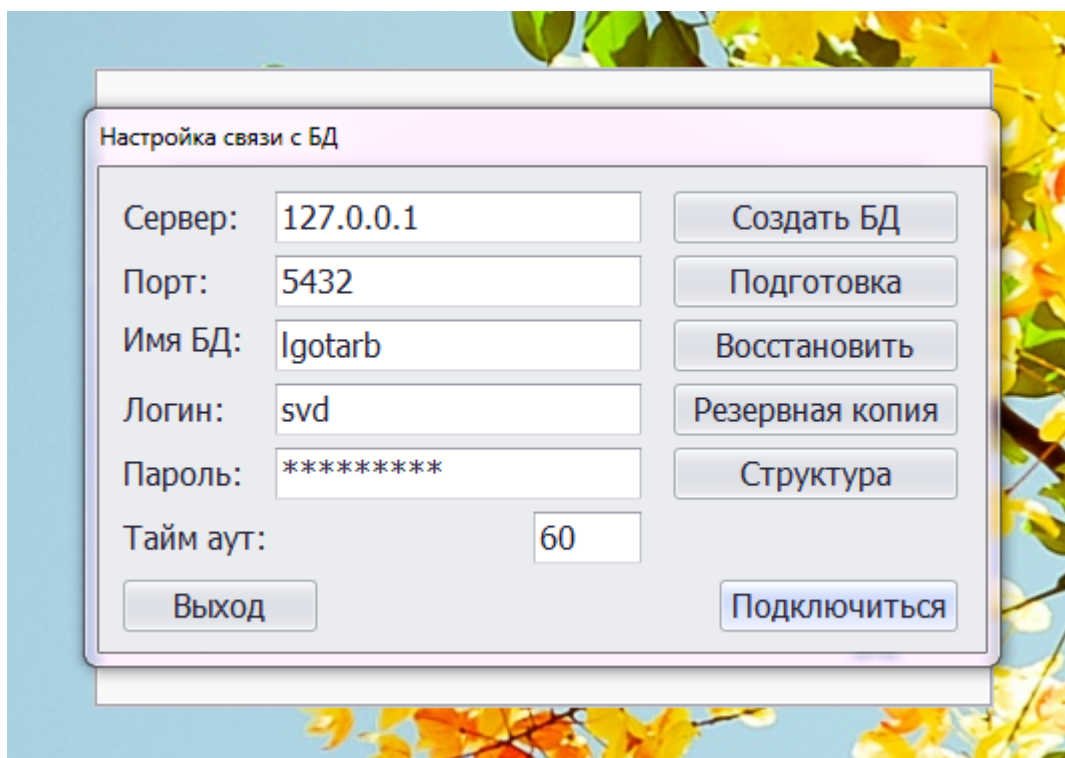 Настройка связи с БД
Сервер: 127.0.0.1 Создать БД
Порт: 5432 Подготовка
Имя БД: lgotarb Восстановить
Логин: svd Резервная копия
Пароль: ********* Структура
Тайм аут: 60
Выход Подключиться